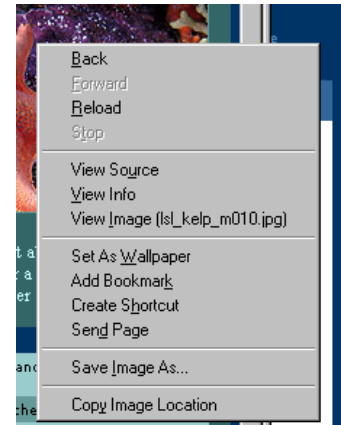 Back
Forward
Reload
Stop
View Source
View Info
View Image (lsl_kelp_m010.jpg)
Set As Wallpaper
Add Bookmark
Create Shortcut
Send Page
Save Image As...
Copy Image Location